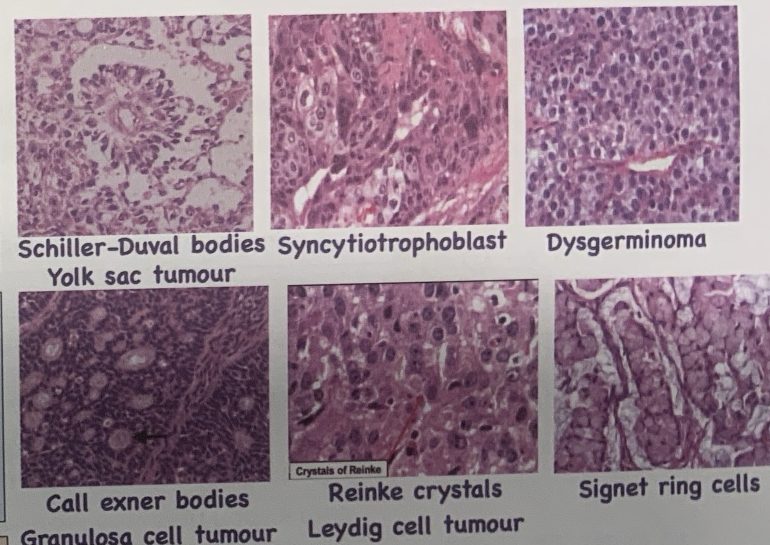 Schiller-Duval bodies
Yolk sac tumour
Syncytiotrophoblast
Dysgerminoma
Crystals of Reinke
Call exner bodies
Granulosa cell tumour
Reinke crystals
Leydig cell tumour
Signet ring cells